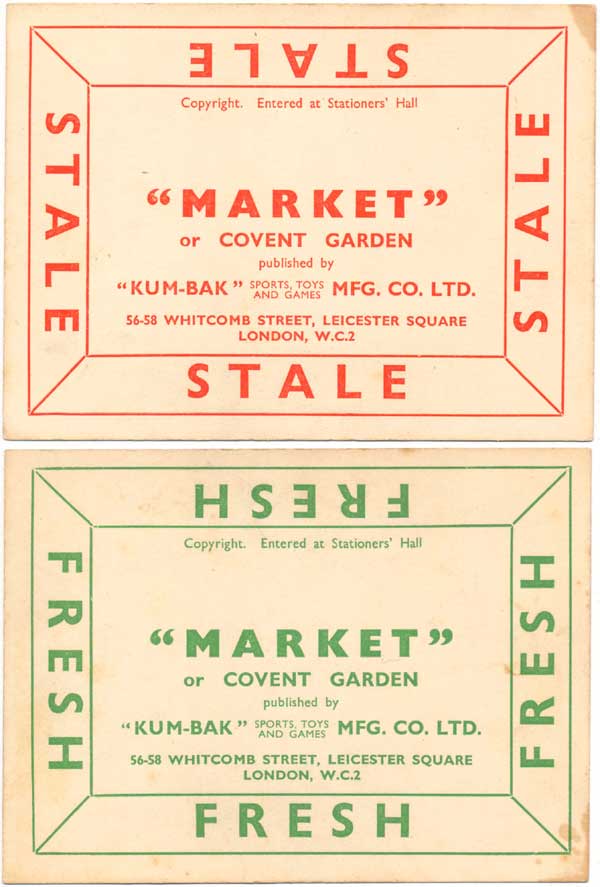 STALE
Copyright. Entered at Stationers' Hall
STALE
STALE
"MARKET"
or COVENT GARDEN
published by
"KUM-BAK" SPORTS, TOYS AND GAMES MFG. CO. LTD.
56-58 WHITCOMB STREET, LEICESTER SQUARE
LONDON, W.C.2
STALE
FRESH
Copyright. Entered at Stationers' Hall
FRESH
FRESH
"MARKET"
or COVENT GARDEN
published by
"KUM-BAK" SPORTS, TOYS AND GAMES MFG. CO. LTD.
56-58 WHITCOMB STREET, LEICESTER SQUARE
LONDON, W.C.2
FRESH